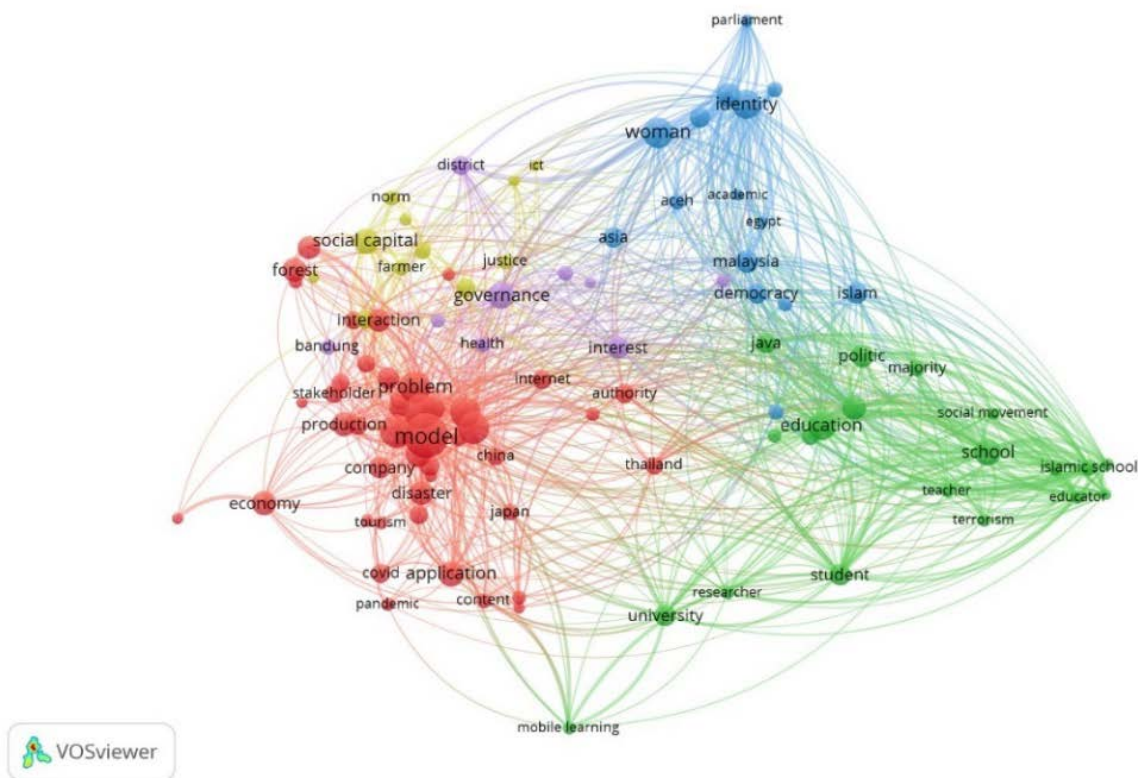 parliament
identity
woman
district
ict
norm
aceh
academic
egypt
social capital
asia
forest
farmer
justice
malaysia
governance
democracy
islam
interaction
bandung
health
interest
java
politic
majority
problem
internet
stakeholder
authority
production
model
education
social movement
china
school
company
thailand
islamic school
disaster
teacher
educator
economy
tourism
japan
terrorism
covid
application
student
pandemic
content
researcher
university
mobile learning
VOSviewer